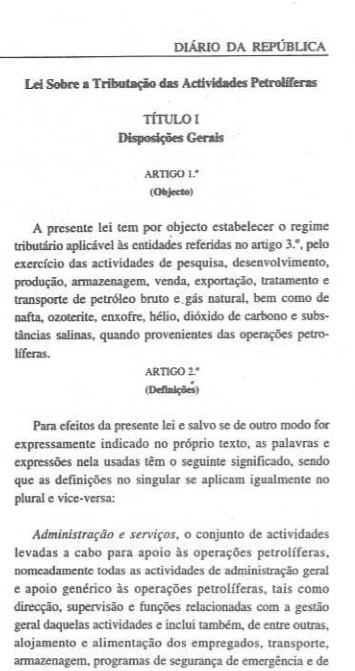 DIÁRIO DA REPÚBLICA
Lei Sobre a Tributação das Actividades Petrolíferas
TÍTULO I
Disposições Gerais
ARTIGO 1.º
(Objecto)
A presente lei tem por objecto estabelecer o regime
tributário aplicável às entidades referidas no artigo 3.º, pelo
exercício das actividades de pesquisa, desenvolvimento,
produção, armazenagem, venda, exportação, tratamento e
transporte de petróleo bruto e gás natural, bem como de
nafta, ozoterite, enxofre, hélio, dióxido de carbono e subs-
tâncias salinas, quando provenientes das operações petro-
líferas.
ARTIGO 2.º
(Definições)
Para efeitos da presente lei e salvo se de outro modo for
expressamente indicado no próprio texto, as palavras e
expressões nela usadas têm o seguinte significado, sendo
que as definições no singular se aplicam igualmente no
plural e vice-versa:
Administração e serviços, o conjunto de actividades
levadas a cabo para apoio às operações petrolíferas,
nomeadamente todas as actividades de administração geral
e apoio genérico às operações petrolíferas, tais como
direcção, supervisão e funções relacionadas com a gestão
geral daquelas actividades e inclui também, de entre outras,
alojamento e alimentação dos empregados, transporte,
armazenagem, programas de segurança de emergência e de